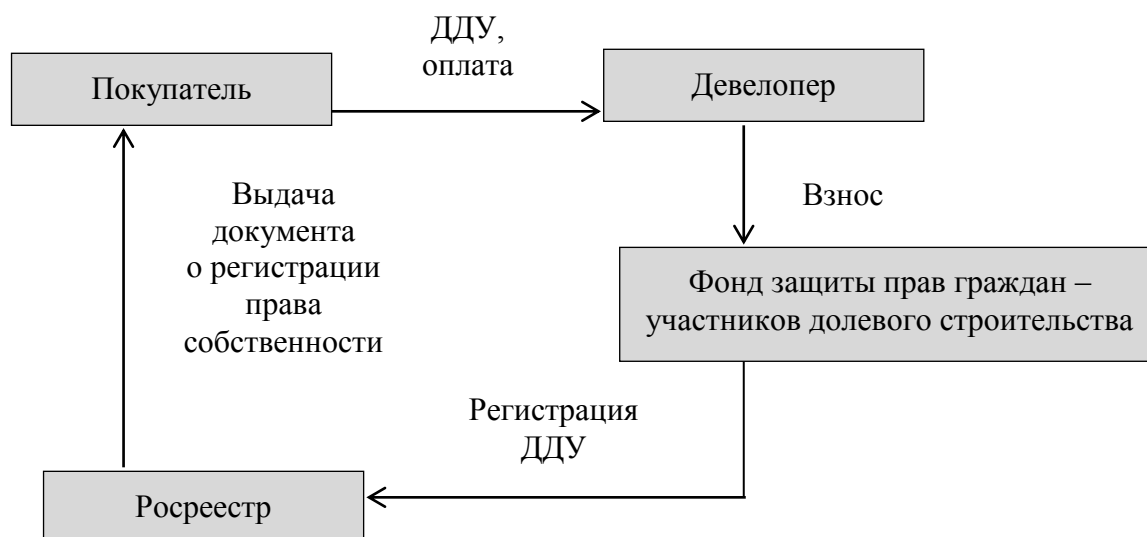 ДДУ,
оплата
Покупатель
Девелопер
Выдача
документа
о регистрации
права
собственности
Взнос
Фонд защиты прав граждан –
участников долевого строительства
Регистрация
ДДУ
Росреестр